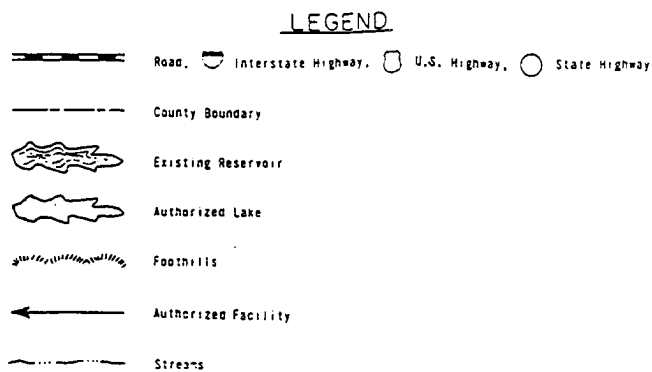 LEGEND
Road, Interstate Highway, U.S. Highway, State Highway
County Boundary
Existing Reservoir
Authorized Lake
Foothills
Authorized Facility
Streams